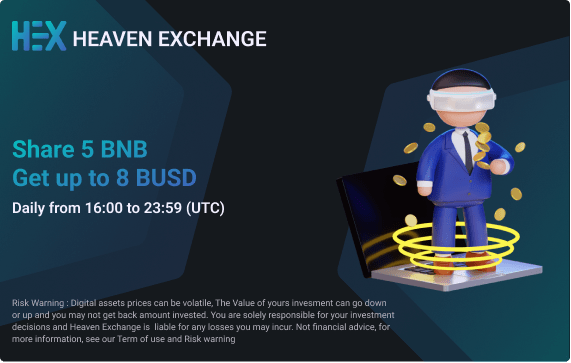 HEX HEAVEN EXCHANGE
Share 5 BNB
Get up to 8 BUSD
Daily from 16:00 to 23:59 (UTC)
Risk Warning : Digital assets prices can be volatile, The Value of yours invesment can go down
or up and you may not get back amount invested. You are solely responsible for your investment
decisions and Heaven Exchange is liable for any losses you may incur. Not financial advice, for
more information, see our Term of use and Risk warning